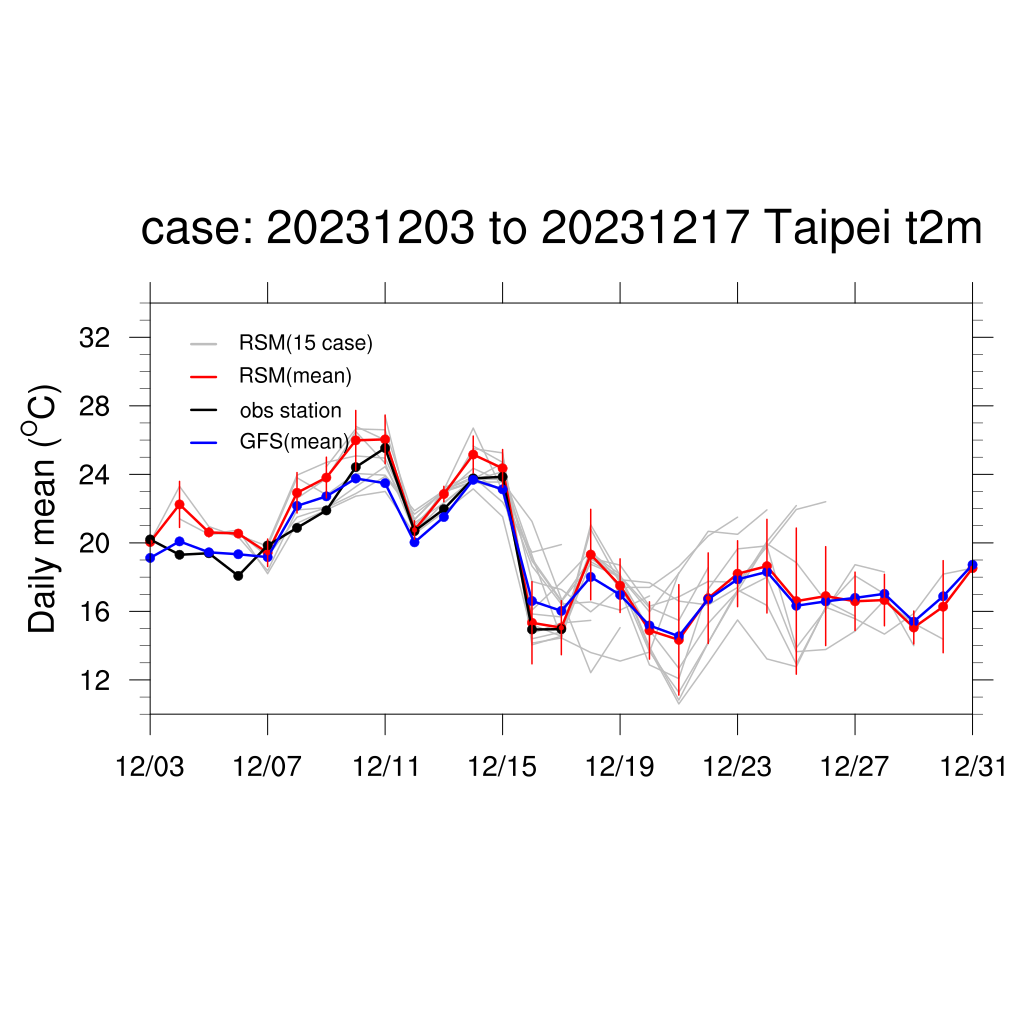 case: 20231203 to 20231217 Taipei t2m
Daily mean (°C)
32
28
24
20
16
12
RSM(15 case)
RSM(mean)
obs station
GFS(mean)
12/03 12/07 12/11 12/15 12/19 12/23 12/27 12/31